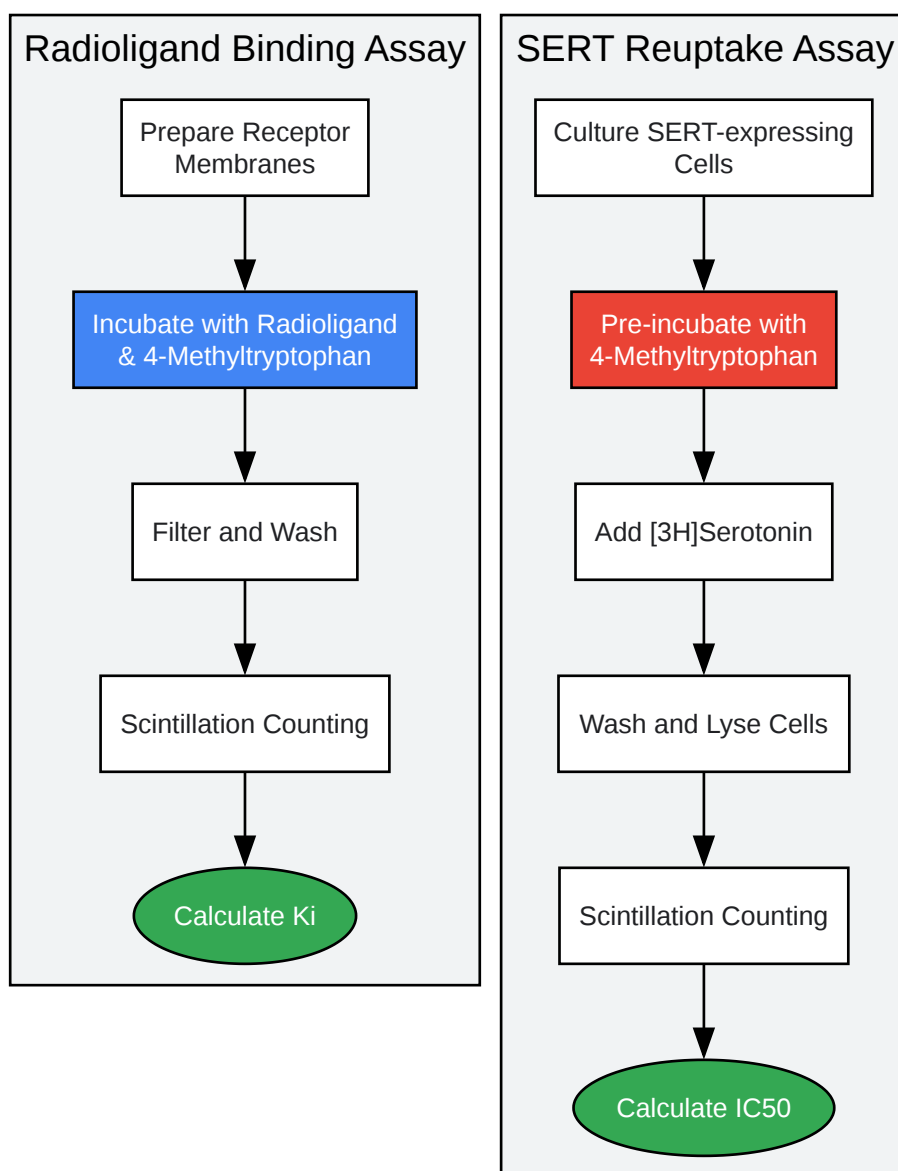 Radioligand Binding Assay
Prepare Receptor
Membranes
Incubate with Radioligand
& 4-Methyltryptophan
Filter and Wash
Scintillation Counting
Calculate Ki
SERT Reuptake Assay
Culture SERT-expressing
Cells
Pre-incubate with
4-Methyltryptophan
Add [3H]Serotonin
Wash and Lyse Cells
Scintillation Counting
Calculate IC50